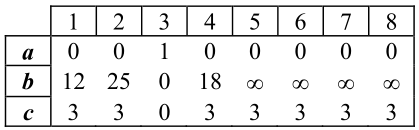 1 2 3 4 5 6 7 8
a 0 0 1 0 0 0 0 0
b 12 25 0 18 ∞ ∞ ∞ ∞
c 3 3 0 3 3 3 3 3